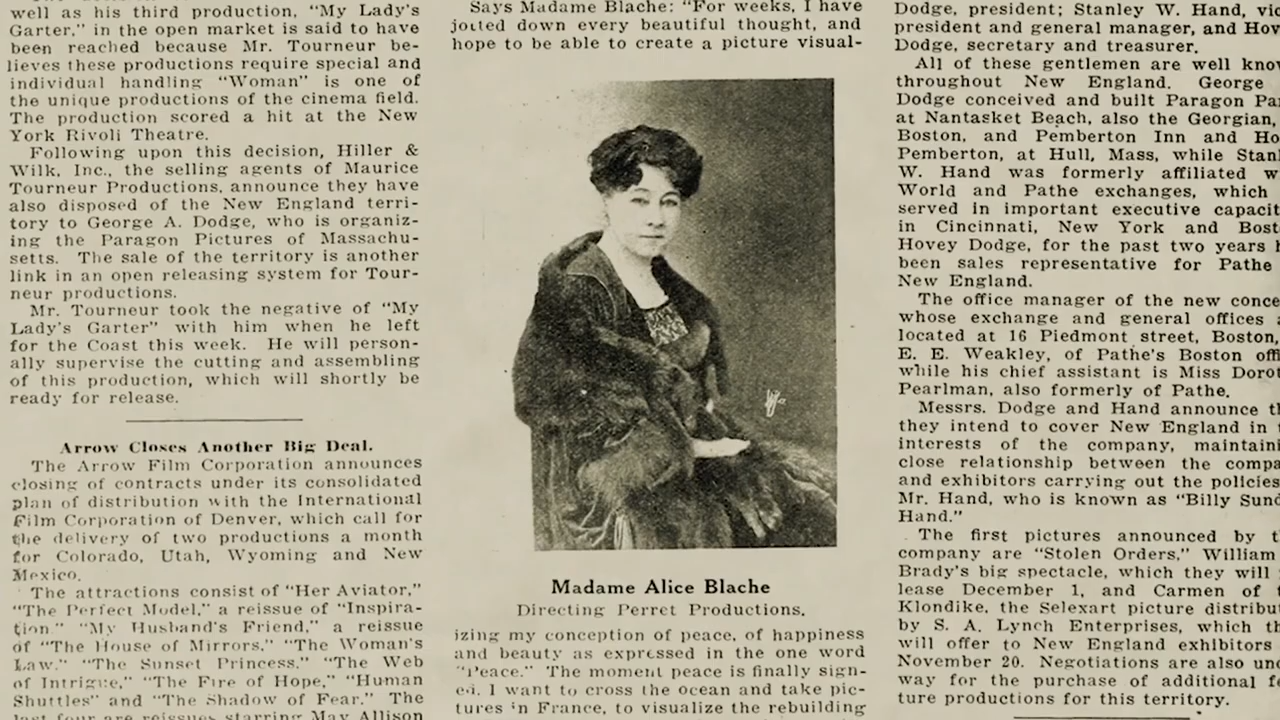 well as his third production, "My Lady's
Garter," in the open market is said to have
been reached because Mr. Tourneur be-
lieves these productions require special and
individual handling "Woman" is one of
the unique productions of the cinema field.
The production scored a hit at the New
York Rivoli Theatre.
Following upon this decision, Hiller &
Wilk, Inc., the selling agents of Maurice
Tourneur Productions, announce they have
also disposed of the New England terri-
tory to George A. Dodge, who is organiz-
ing the Paragon Pictures of Massachu-
setts. The sale of the territory is another
link in an open releasing system for Tour-
neur productions.
Mr. Tourneur took the negative of "My
Lady's Garter" with him when he left
for the Coast this week. He will person-
ally supervise the cutting and assembling
of this production, which will shortly be
ready for release.
Arrow Closes Another Big Deal.
The Arrow Film Corporation announces
closing of contracts under its consolidated
plan of distribution with the International
Film Corporation of Denver, which call for
the delivery of two productions a month
for Colorado, Utah, Wyoming and New
Mexico.
The attractions consist of "Her Aviator,"
"The Perfect Model," a reissue of "Inspira-
tion." "My Husband's Friend," a reissue
of "The House of Mirrors," "The Woman's
Law." "The Sunset Princess." "The Web
of Intrigue," "The Fire of Hope," "Human
Shuttles" and "The Shadow of Fear." The
last four are reissues starring May Allison
Says Madame Blache: "For weeks, I have
jotted down every beautiful thought, and
hope to be able to create a picture visual-
Madame Alice Blache
Directing Perret Productions.
izing my conception of peace, of happiness
and beauty as expressed in the one word
"Peace." The moment peace is finally sign-
ed, I want to cross the ocean and take pic-
tures in France, to visualize the rebuilding
Dodge, president; Stanley W. Hand, vic
president and general manager, and Hov
Dodge, secretary and treasurer.
All of these gentlemen are well know
throughout New England. George
Dodge conceived and built Paragon Pa
at Nantasket Beach, also the Georgian,
Boston, and Pemberton Inn and Ho
Pemberton, at Hull, Mass, while Stanl
W. Hand was formerly affiliated w
World and Pathe exchanges, which
served in important executive capacit
in Cincinnati, New York and Bost
Hovey Dodge, for the past two years h
been sales representative for Pathe
New England.
The office manager of the new conce
whose exchange and general offices a
located at 16 Piedmont street, Boston,
E. E. Weakley, of Pathe's Boston offi
while his chief assistant is Miss Dorot
Pearlman, also formerly of Pathe.
Messrs. Dodge and Hand announce th
they intend to cover New England in t
interests of the company, maintaini
close relationship between the compa
and exhibitors carrying out the policies
Mr. Hand, who is known as "Billy Sund
Hand."
The first pictures announced by t
company are "Stolen Orders," William
Brady's big spectacle, which they will
lease December 1, and Carmen of t
Klondike, the Selexart picture distribut
by S. A. Lynch Enterprises, which th
will offer to New England exhibitors
November 20. Negotiations are also und
way for the purchase of additional fe
ture productions for this territory.